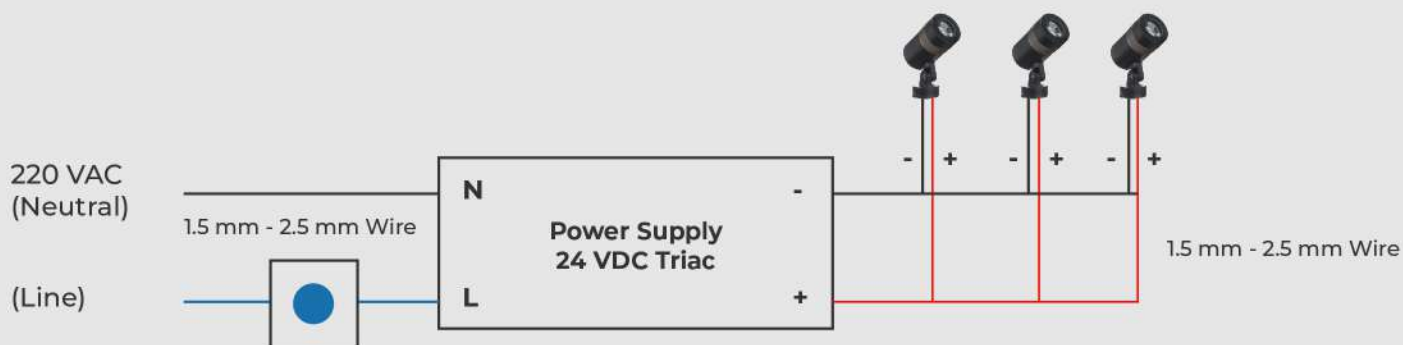 220 VAC
(Neutral)
1.5 mm - 2.5 mm Wire
(Line)
N
L
Power Supply
24 VDC Triac
-
+
- +
- +
- +
1.5 mm - 2.5 mm Wire